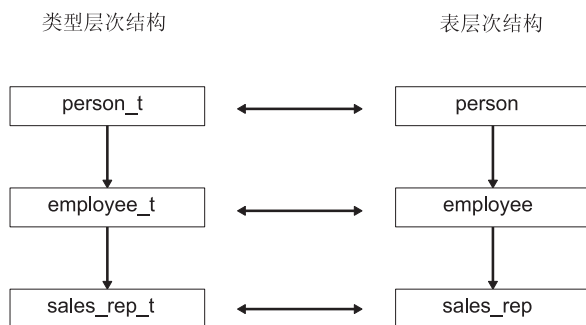 类型层次结构
表层次结构
person_t
person
employee_t
employee
sales_rep_t
sales_rep